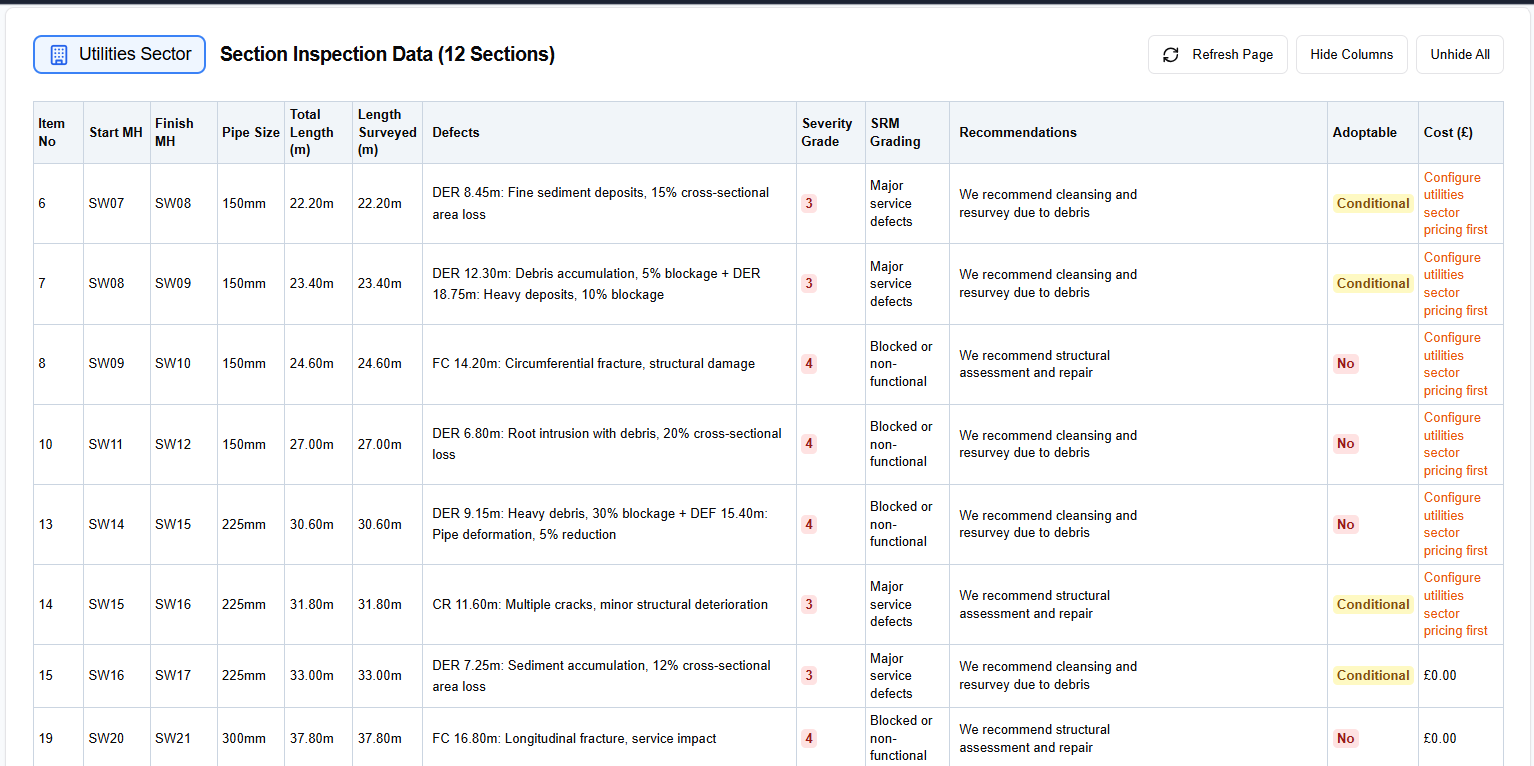 Utilities Sector Section Inspection Data (12 Sections) Refresh Page Hide Columns Unhide All
Item No Start MH Finish MH Pipe Size Total Length (m) Length Surveyed (m) Defects Severity Grade SRM Grading Recommendations Adoptable Cost (£)
6 SW07 SW08 150mm 22.20m 22.20m DER 8.45m: Fine sediment deposits, 15% cross-sectional area loss 3 Major service defects We recommend cleansing and resurvey due to debris Conditional Configure utilities sector pricing first
7 SW08 SW09 150mm 23.40m 23.40m DER 12.30m: Debris accumulation, 5% blockage + DER 18.75m: Heavy deposits, 10% blockage 3 Major service defects We recommend cleansing and resurvey due to debris Conditional Configure utilities sector pricing first
8 SW09 SW10 150mm 24.60m 24.60m FC 14.20m: Circumferential fracture, structural damage 4 Blocked or non-functional We recommend structural assessment and repair No Configure utilities sector pricing first
10 SW11 SW12 150mm 27.00m 27.00m DER 6.80m: Root intrusion with debris, 20% cross-sectional loss 4 Blocked or non-functional We recommend cleansing and resurvey due to debris No Configure utilities sector pricing first
13 SW14 SW15 225mm 30.60m 30.60m DER 9.15m: Heavy debris, 30% blockage + DEF 15.40m: Pipe deformation, 5% reduction 4 Blocked or non-functional We recommend cleansing and resurvey due to debris No Configure utilities sector pricing first
14 SW15 SW16 225mm 31.80m 31.80m CR 11.60m: Multiple cracks, minor structural deterioration 3 Major service defects We recommend structural assessment and repair Conditional Configure utilities sector pricing first
15 SW16 SW17 225mm 33.00m 33.00m DER 7.25m: Sediment accumulation, 12% cross-sectional area loss 3 Major service defects We recommend cleansing and resurvey due to debris Conditional £0.00
19 SW20 SW21 300mm 37.80m 37.80m FC 16.80m: Longitudinal fracture, service impact 4 Blocked or non-functional We recommend structural assessment and repair No £0.00